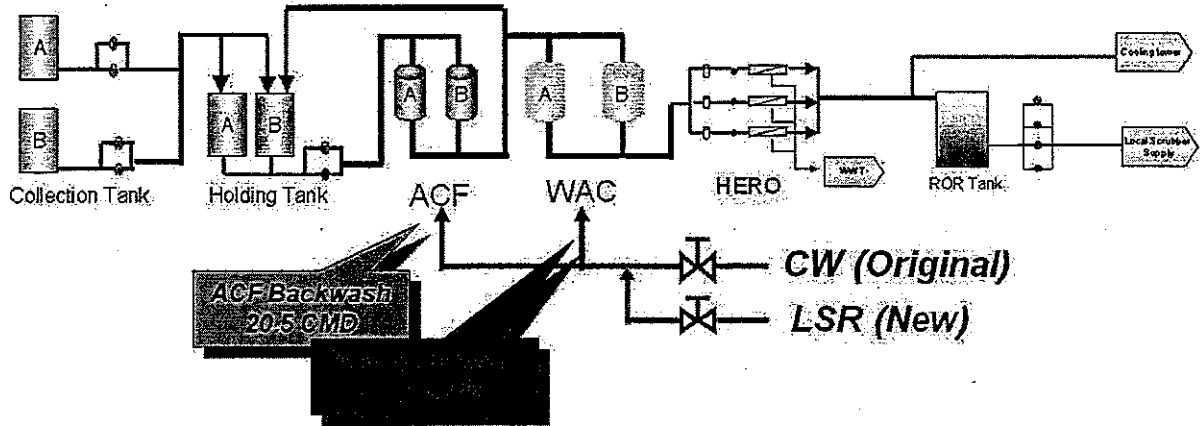 A
B
Collection Tank
A
B
Holding Tank
A
B
ACF
A
B
WAC
HERO
WWT
ROR Tank
Cooling tower
Local Scrubber
Supply
CW (Original)
LSR (New)
ACF Backwash
20.5 CMD